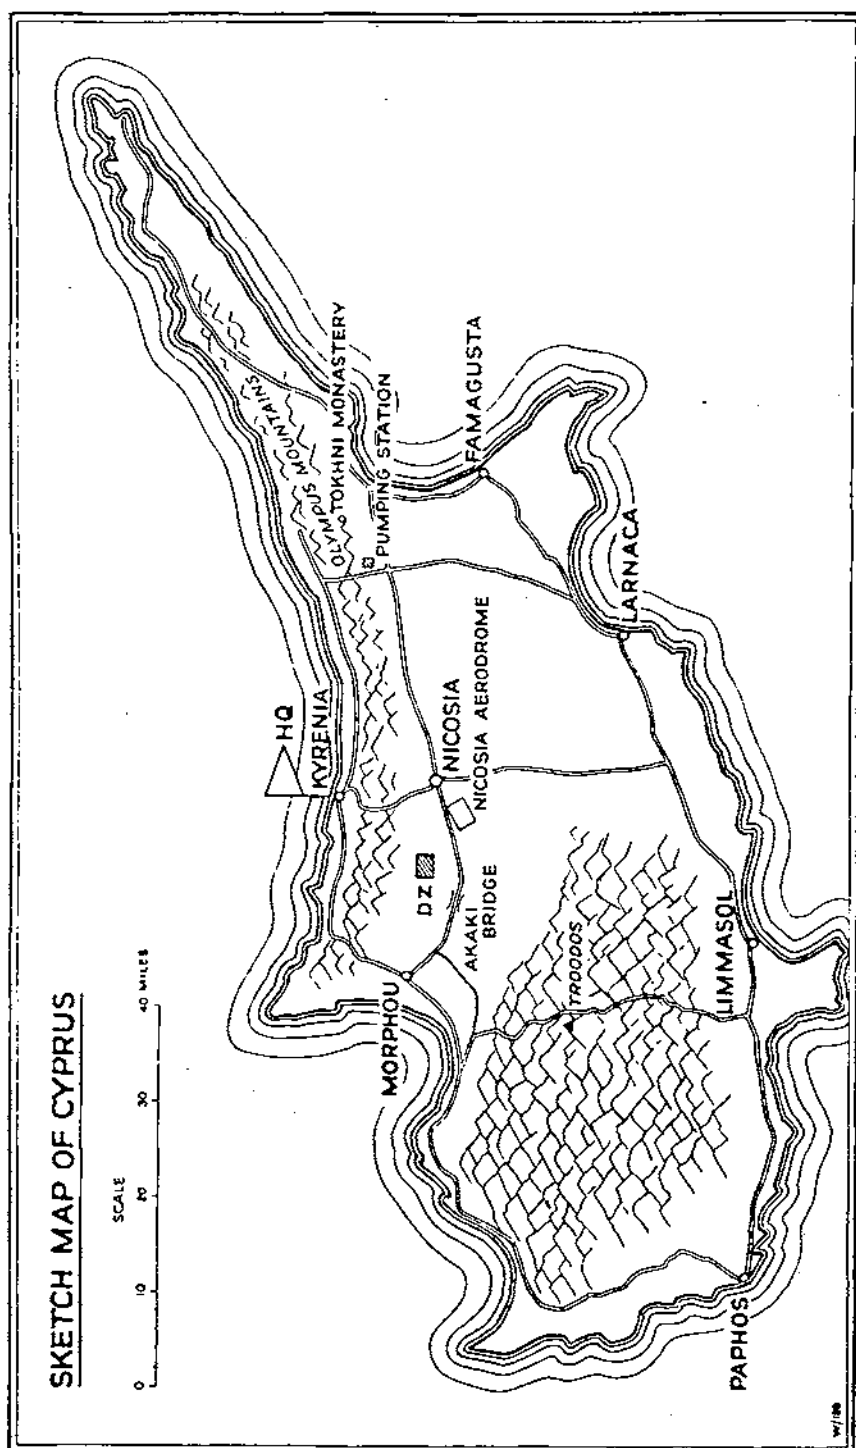 SKETCH MAP OF CYPRUS
SCALE
0 10 20 30 40 MILES
HQ
KYRENIA
OLYMPUS MOUNTAINS
TOKHNI MONASTERY
PUMPING STATION
MORPHOU
DZ
NICOSIA
NICOSIA AERODROME
AKAKI
BRIDGE
FAMAGUSTA
TROODOS
LARNACA
LIMMASOL
PAPHOS